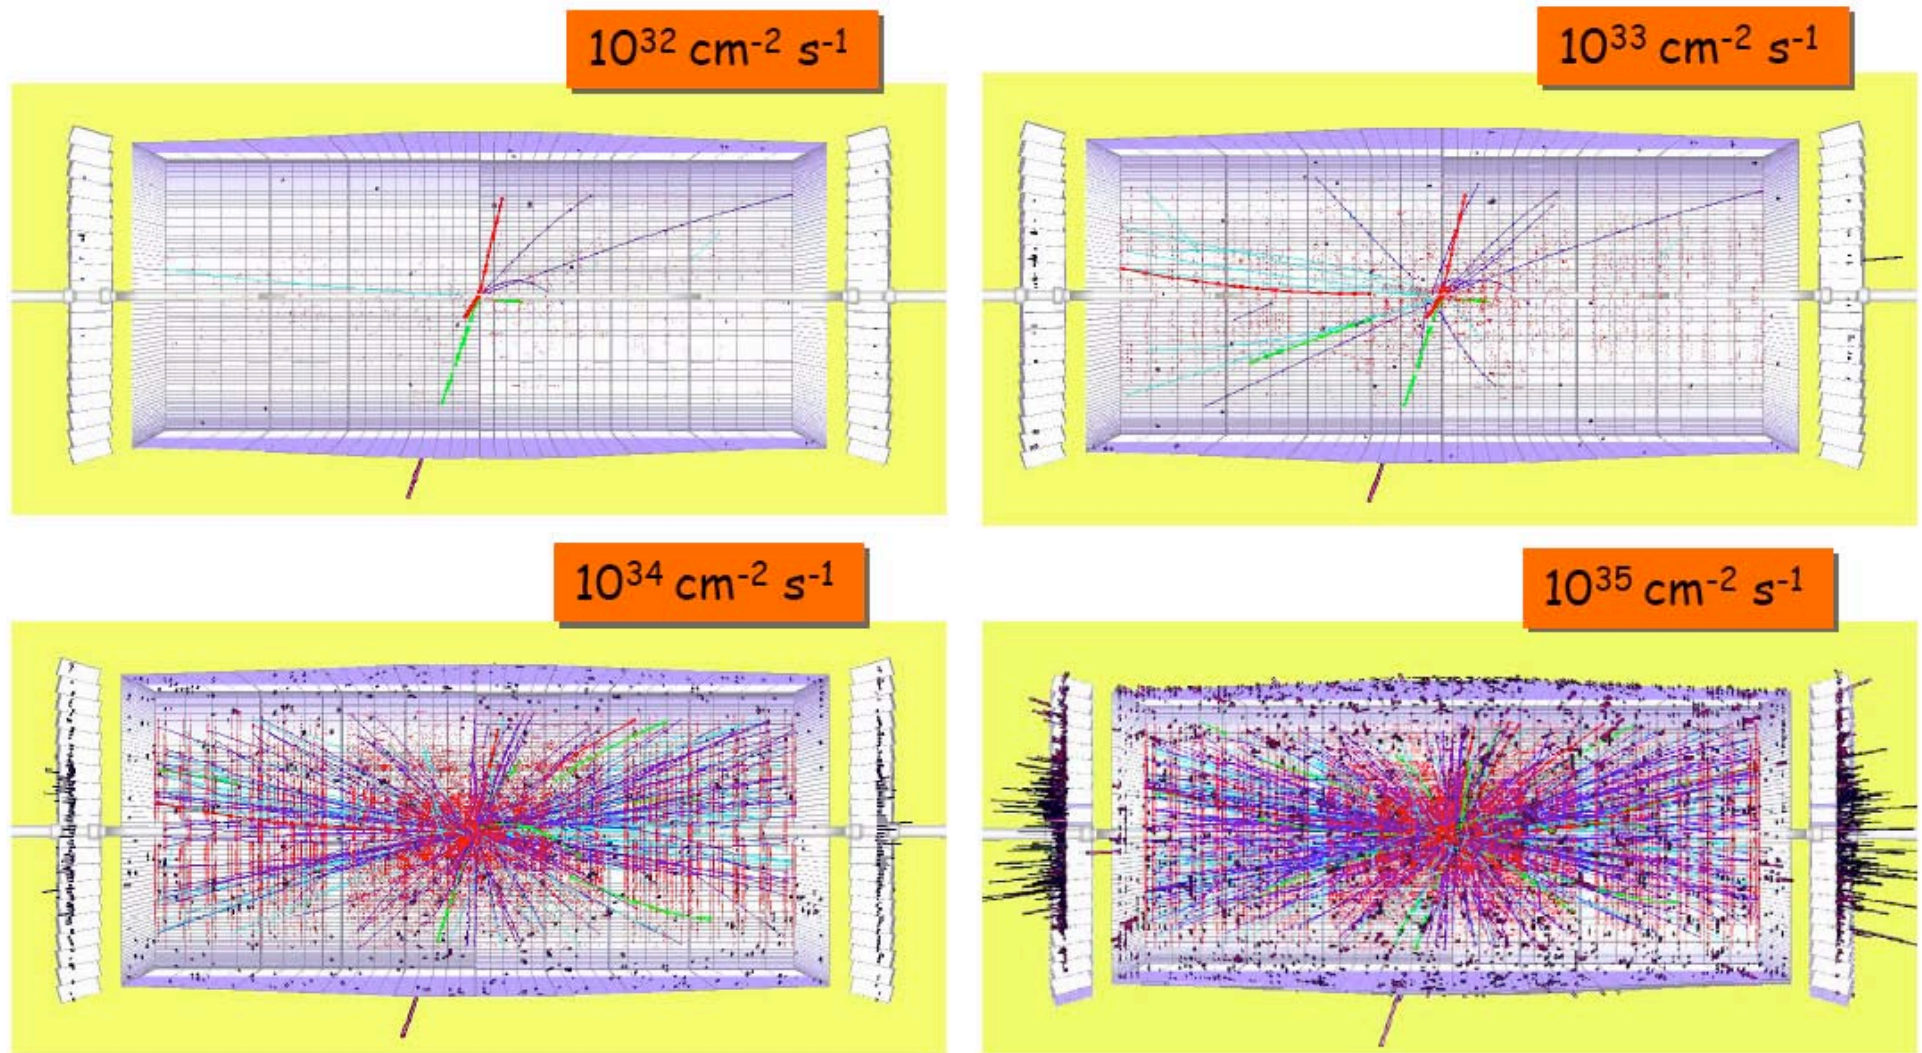 10³² cm⁻² s⁻¹
10³³ cm⁻² s⁻¹
10³⁴ cm⁻² s⁻¹
10³⁵ cm⁻² s⁻¹